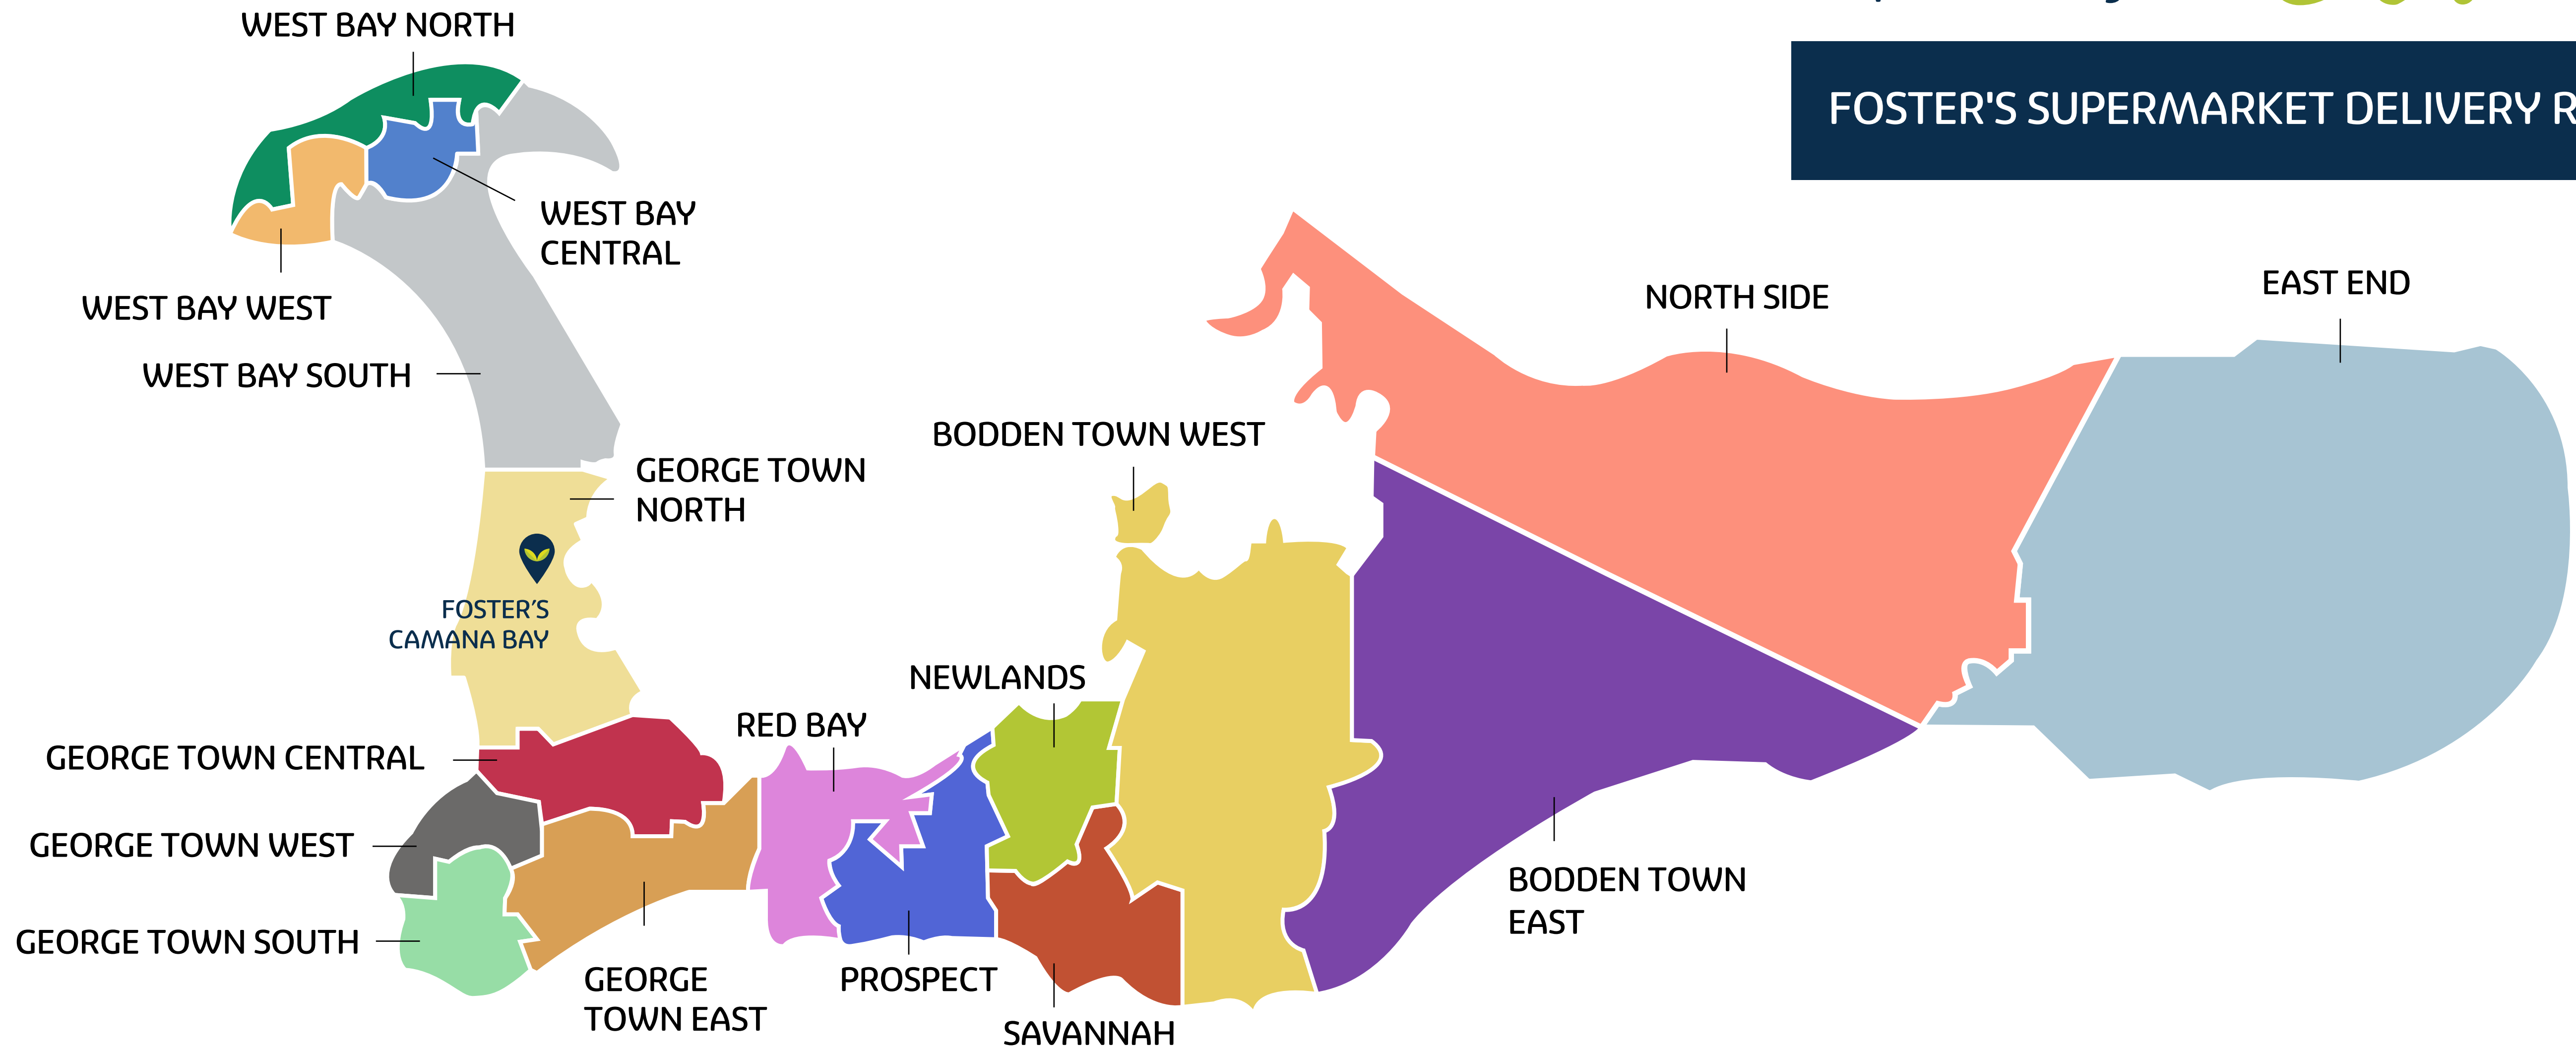 WEST BAY NORTH
FOSTER'S SUPERMARKET DELIVERY R
WEST BAY
CENTRAL
WEST BAY WEST
WEST BAY SOUTH
NORTH SIDE
EAST END
BODDEN TOWN WEST
GEORGE TOWN
NORTH
FOSTER'S
CAMANA BAY
NEWLANDS
RED BAY
GEORGE TOWN CENTRAL
GEORGE TOWN WEST
GEORGE TOWN SOUTH
BODDEN TOWN
EAST
GEORGE
TOWN EAST
PROSPECT
SAVANNAH